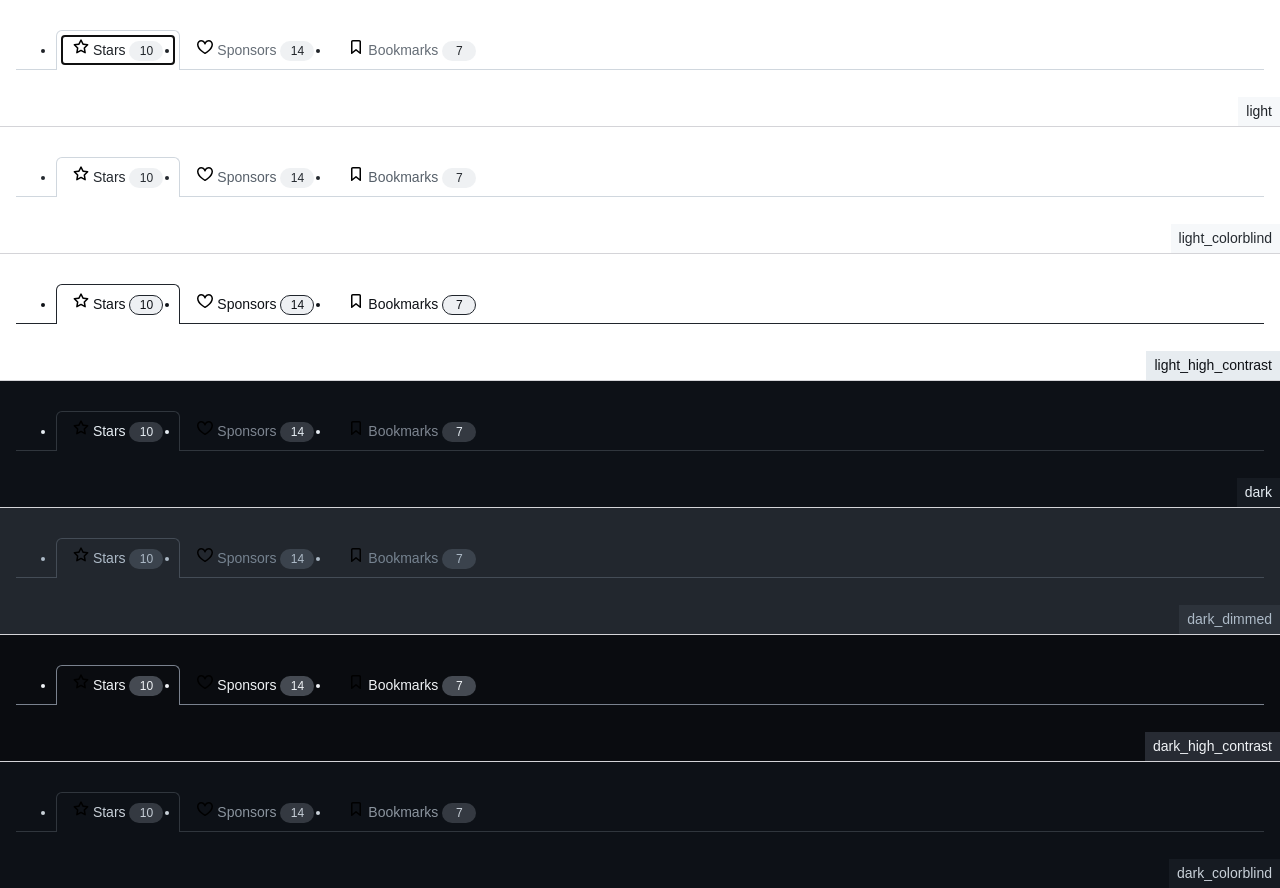 Stars 10 Sponsors 14 Bookmarks 7
light
Stars 10 Sponsors 14 Bookmarks 7
light_colorblind
Stars 10 Sponsors 14 Bookmarks 7
light_high_contrast
Stars 10 Sponsors 14 Bookmarks 7
dark
Stars 10 Sponsors 14 Bookmarks 7
dark_dimmed
Stars 10 Sponsors 14 Bookmarks 7
dark_high_contrast
Stars 10 Sponsors 14 Bookmarks 7
dark_colorblind